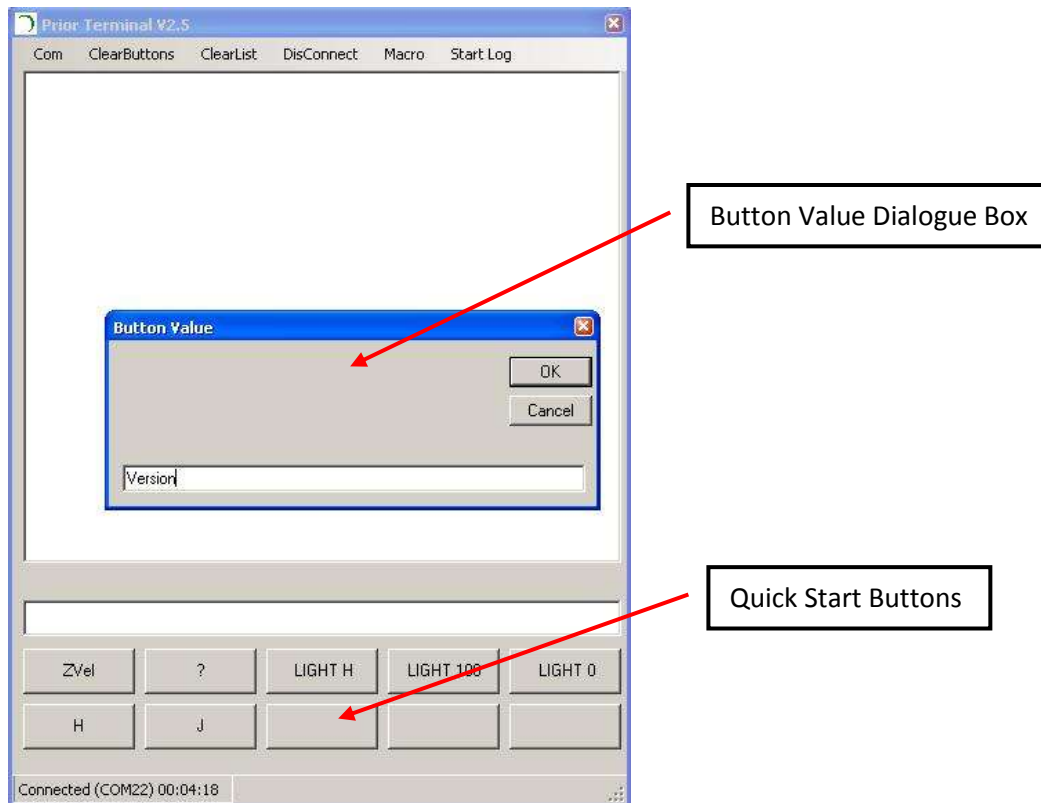 Prior Terminal V2.5
Com ClearButtons ClearList DisConnect Macro Start Log
Button Value Dialogue Box
Button Value
OK
Cancel
Version
Quick Start Buttons
ZVel ? LIGHT H LIGHT 100 LIGHT 0
H J
Connected (COM22) 00:04:18